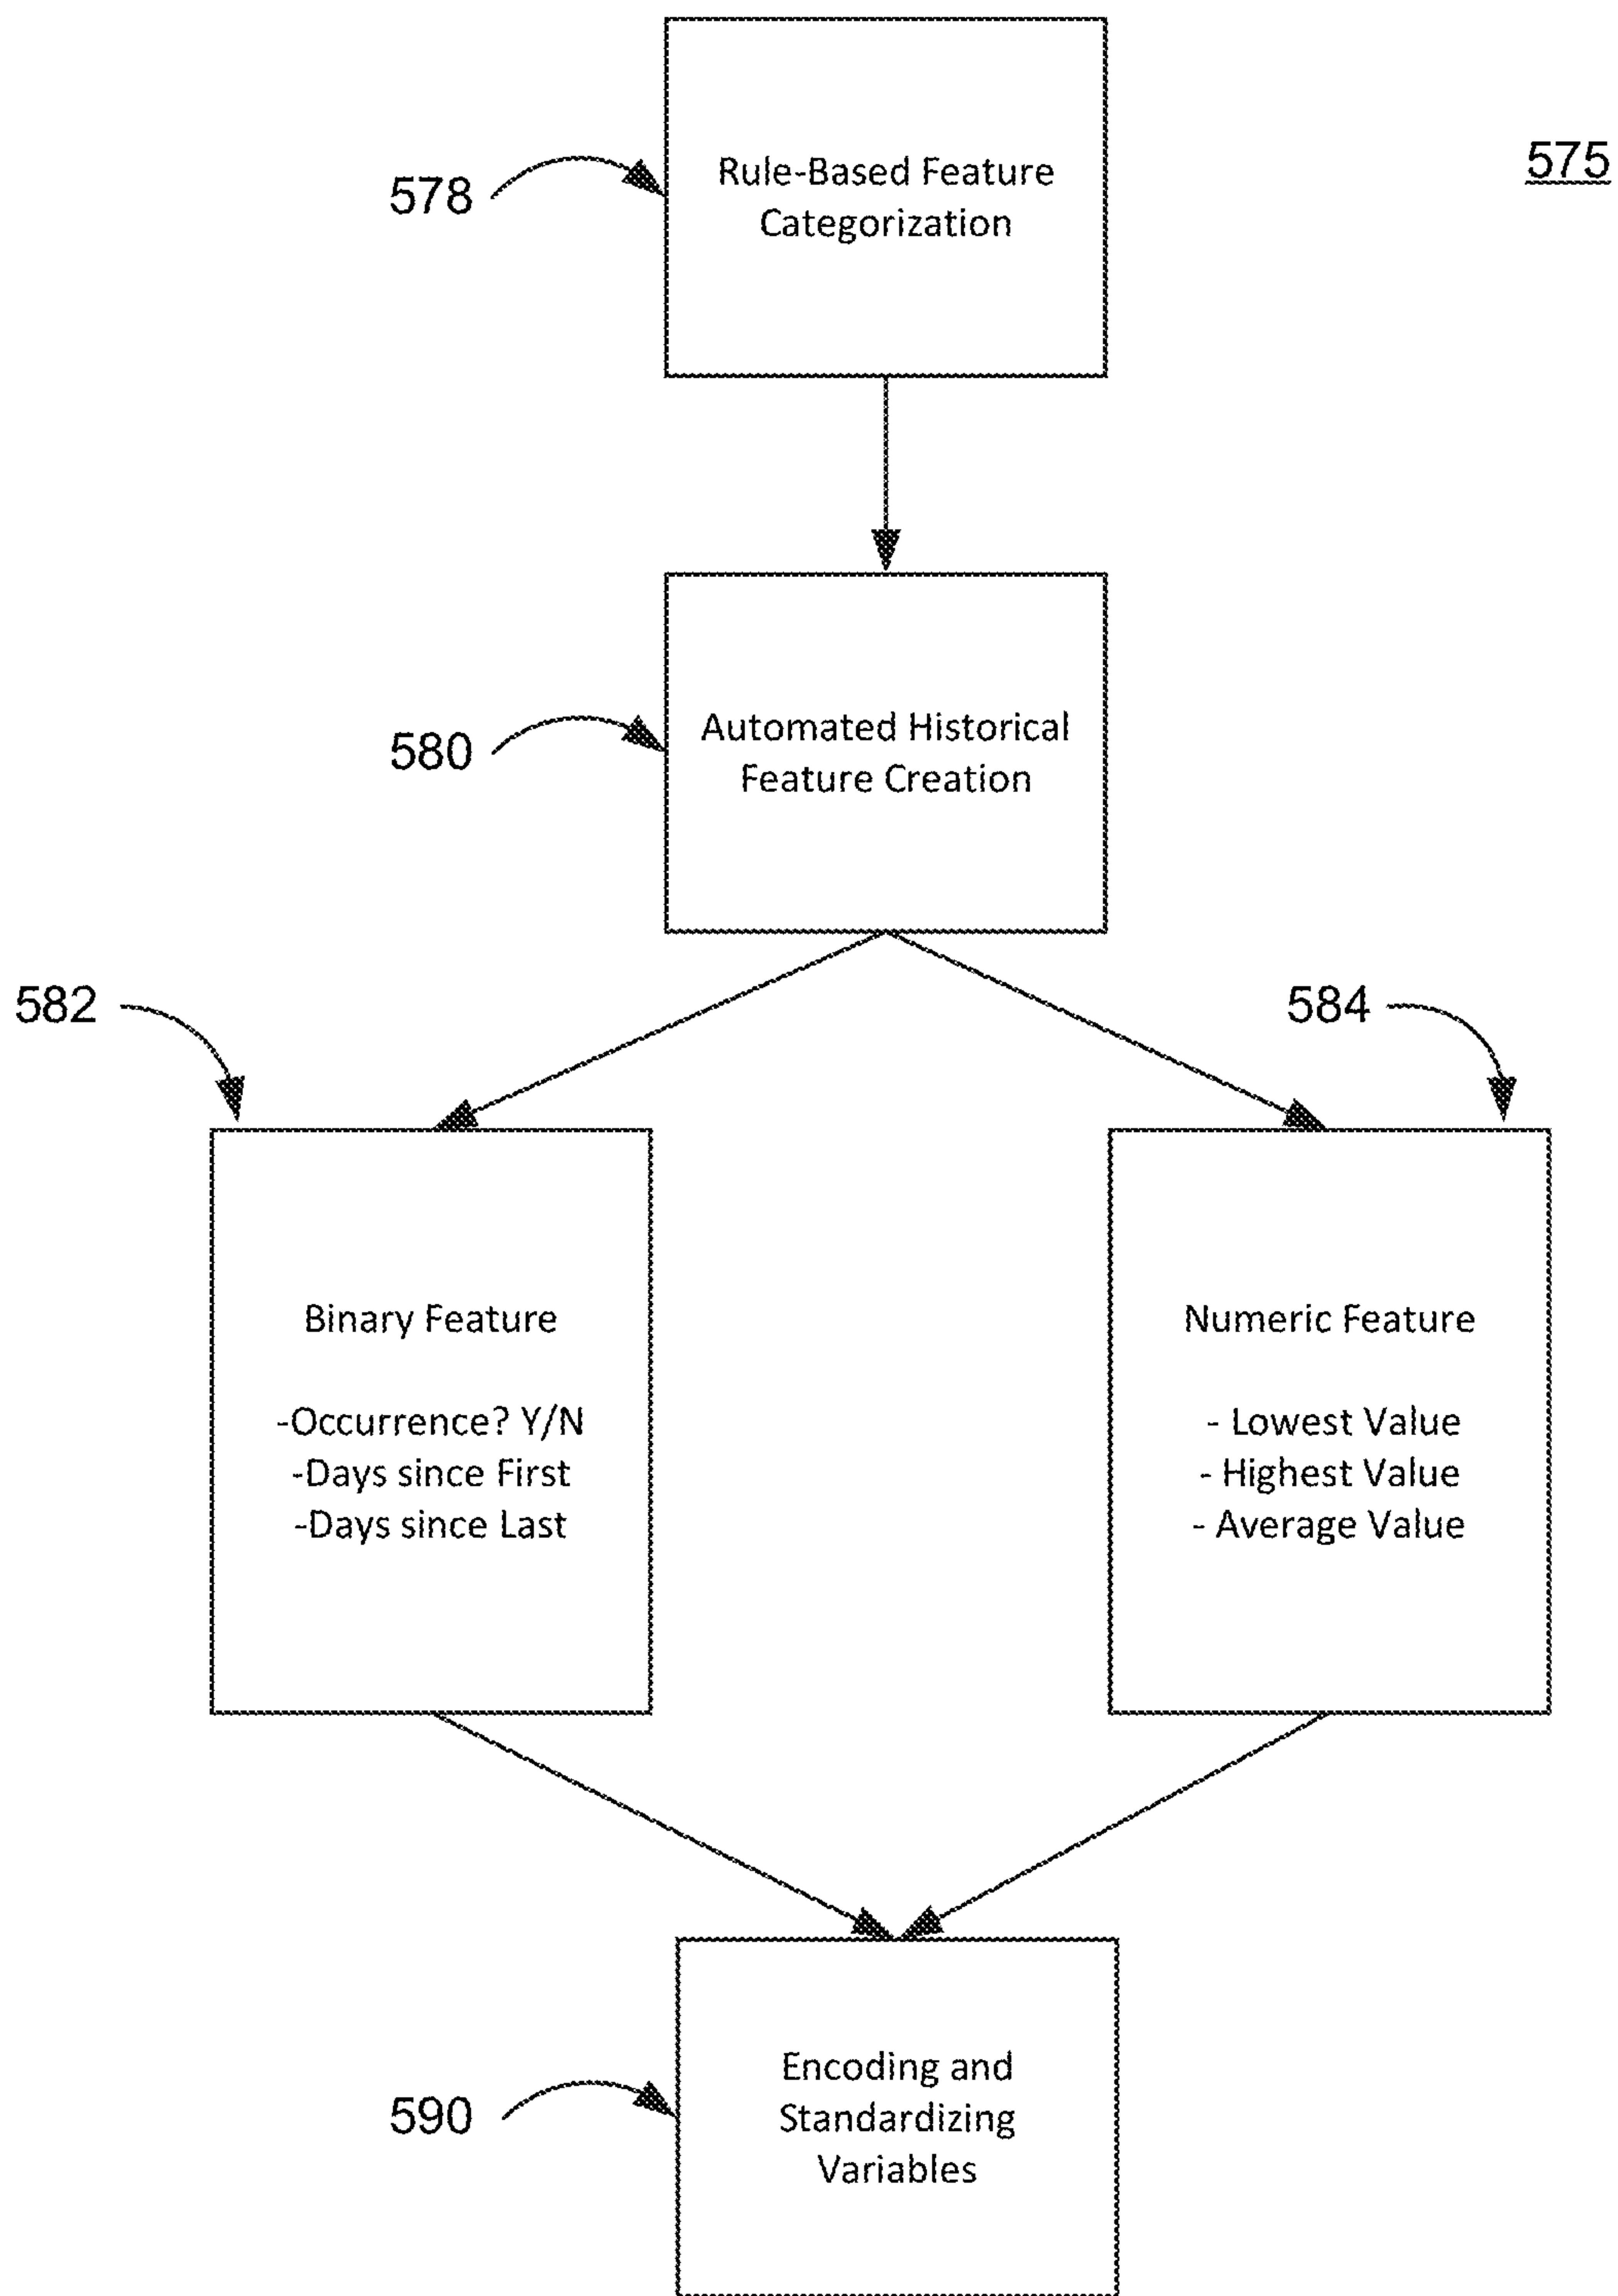 575
578
Rule-Based Feature
Categorization
580
Automated Historical
Feature Creation
582
584
Binary Feature
-Occurrence? Y/N
-Days since First
-Days since Last
Numeric Feature
- Lowest Value
- Highest Value
- Average Value
590
Encoding and
Standardizing
Variables